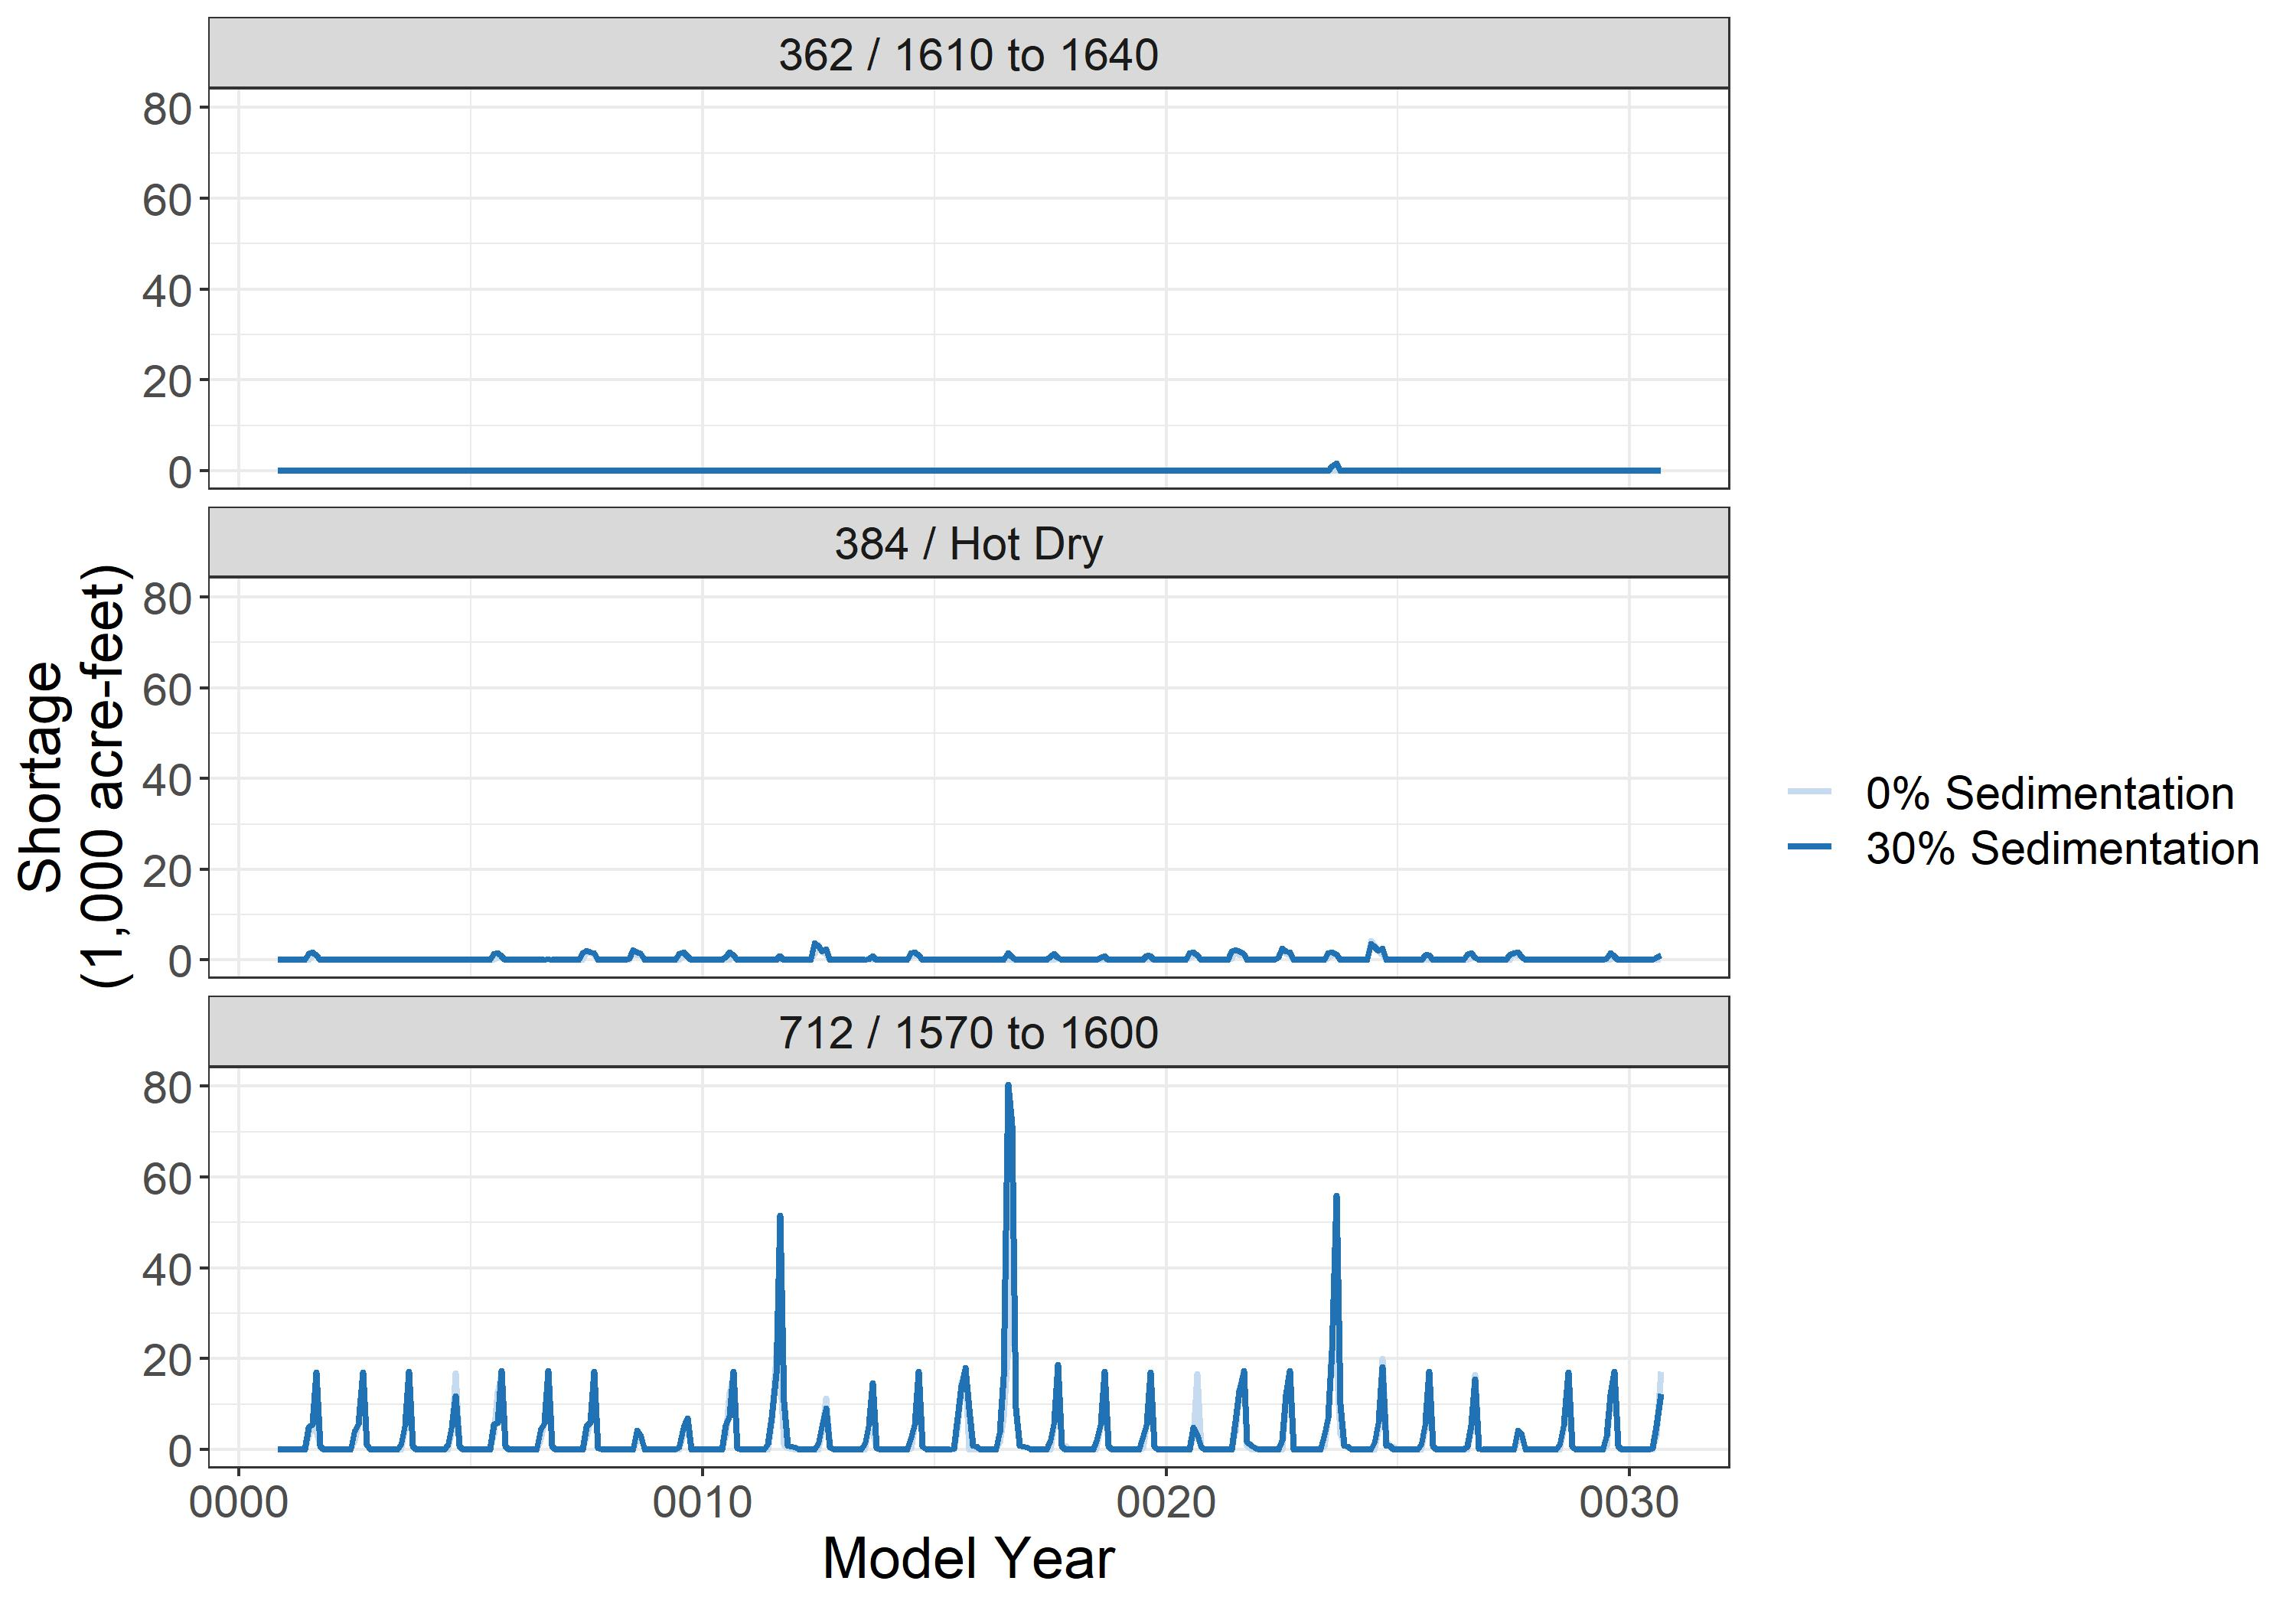 362 / 1610 to 1640
80
60
40
20
0
384 / Hot Dry
80
60
40
20
0
712 / 1570 to 1600
80
60
40
20
0
0000 0010 0020 0030
Model Year
Shortage
(1,000 acre-feet)
0% Sedimentation
30% Sedimentation